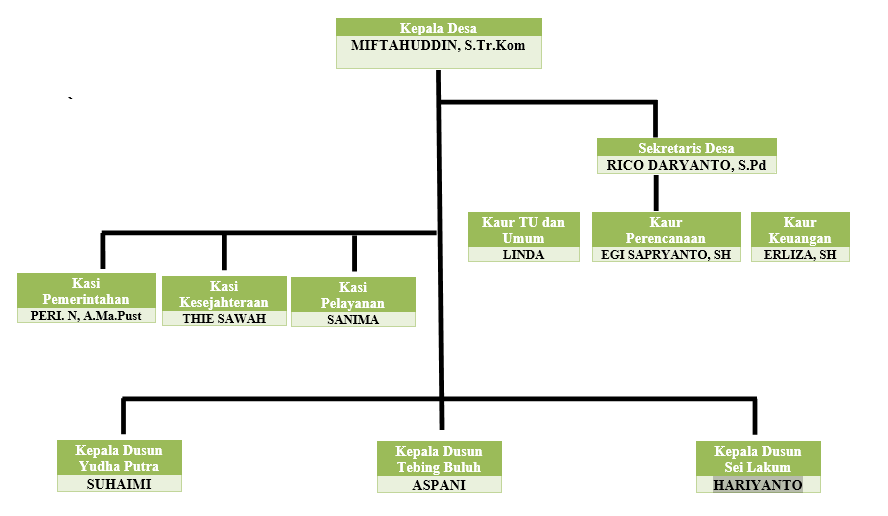 Kepala Desa
MIFTAHUDDIN, S.Tr.Kom
`
Sekretaris Desa
RICO DARYANTO, S.Pd
Kaur TU dan
Umum
LINDA
Kaur
Perencanaan
EGI SAPRYANTO, SH
Kaur
Keuangan
ERLIZA, SH
Kasi
Pemerintahan
PERI. N, A.Ma.Pust
Kasi
Kesejahteraan
THIE SAWAH
Kasi
Pelayanan
SANIMA
Kepala Dusun
Yudha Putra
SUHAIMI
Kepala Dusun
Tebing Buluh
ASPANI
Kepala Dusun
Sei Lakum
HARIYANTO